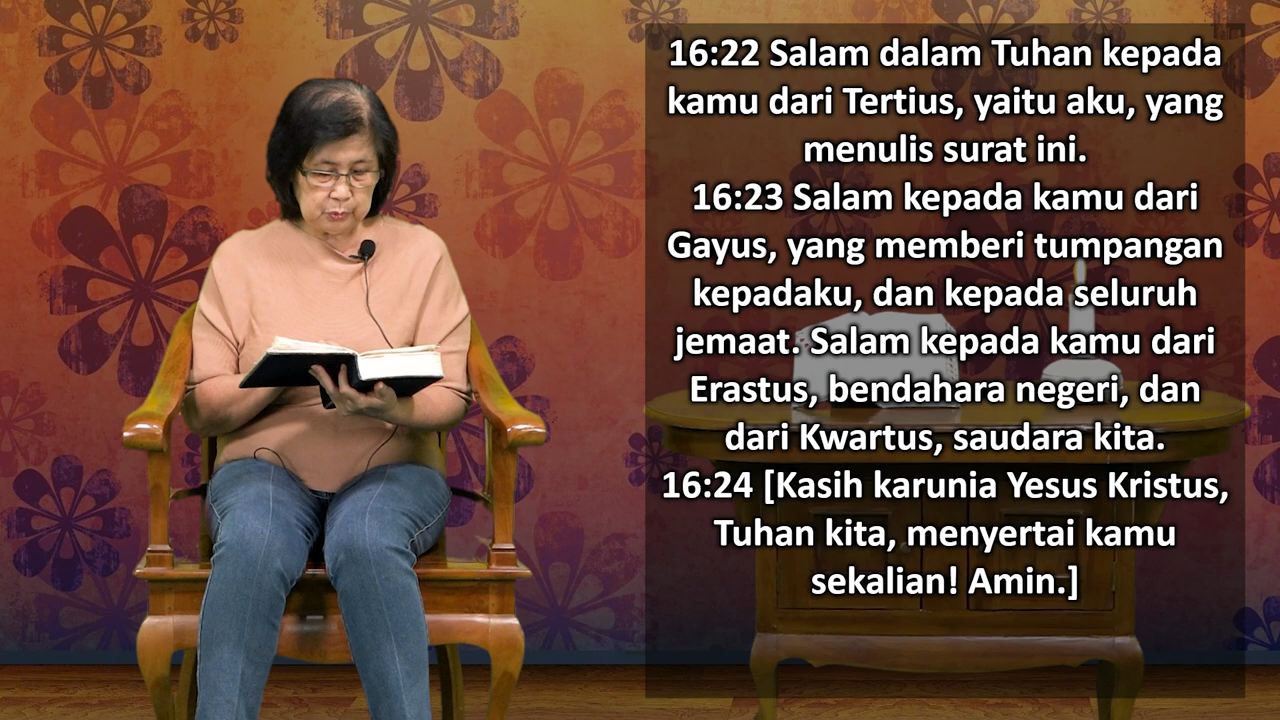 16:22 Salam dalam Tuhan kepada
kamu dari Tertius, yaitu aku, yang
menulis surat ini.
16:23 Salam kepada kamu dari
Gayus, yang memberi tumpangan
kepadaku, dan kepada seluruh
jemaat. Salam kepada kamu dari
Erastus, bendahara negeri, dan
dari Kwartus, saudara kita.
16:24 [Kasih karunia Yesus Kristus,
Tuhan kita, menyertai kamu
sekalian! Amin.]